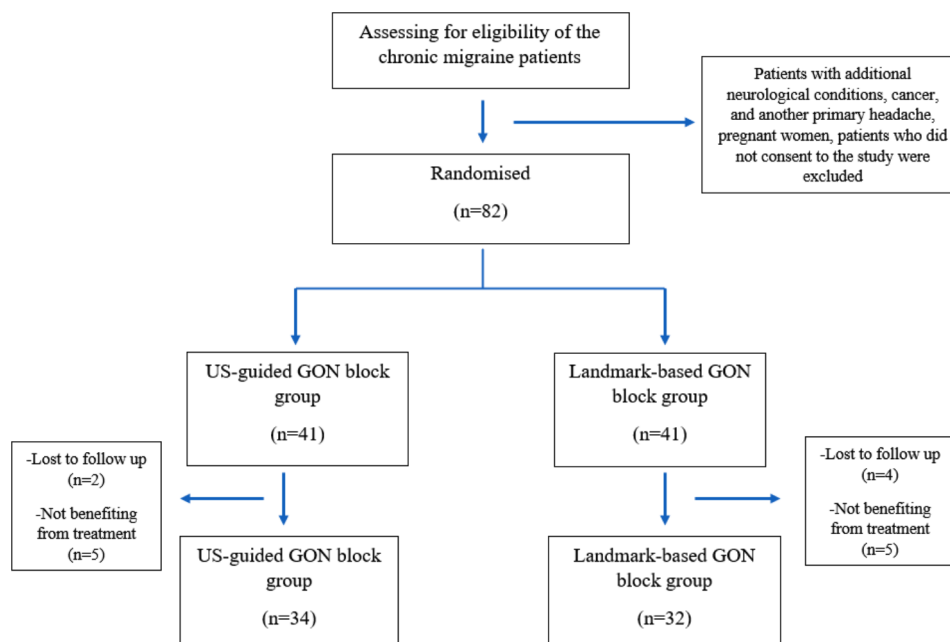 Assessing for eligibility of the
chronic migraine patients
Patients with additional
neurological conditions, cancer,
and another primary headache,
pregnant women, patients who did
not consent to the study were
excluded
Randomised
(n=82)
US-guided GON block
group
(n=41)
Landmark-based GON
block group
(n=41)
-Lost to follow up
(n=2)
-Not benefiting
from treatment
(n=5)
-Lost to follow up
(n=4)
-Not benefiting
from treatment
(n=5)
US-guided GON block
group
(n=34)
Landmark-based GON
block group
(n=32)